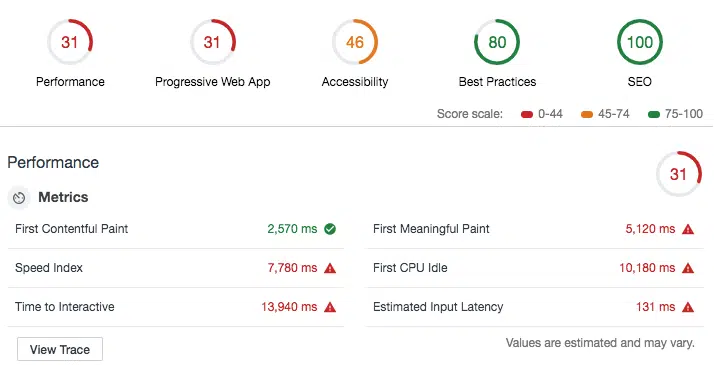 31 31 46 80 100
Performance Progressive Web App Accessibility Best Practices SEO
Score scale: 0-44 45-74 75-100
Performance
31
Metrics
First Contentful Paint 2,570 ms
First Meaningful Paint 5,120 ms
Speed Index 7,780 ms
First CPU Idle 10,180 ms
Time to Interactive 13,940 ms
Estimated Input Latency 131 ms
View Trace
Values are estimated and may vary.